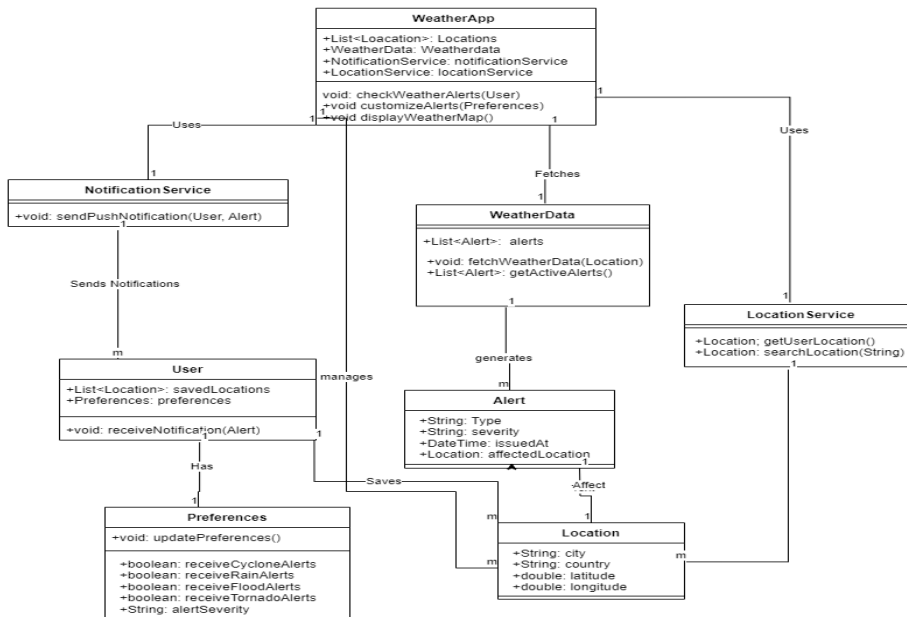 WeatherApp
+List<Loacation>: Locations
+WeatherData: Weatherdata
+NotificationService: notificationService
+LocationService: locationService
void: checkWeatherAlerts(User)
+void customizeAlerts(Preferences)
+void displayWeatherMap()
1
1
1
1
Uses
1
Uses
1
Fetches
1
NotificationService
+void: sendPushNotification(User, Alert)
1
WeatherData
+List<Alert>: alerts
+void: fetchWeatherData(Location)
+List<Alert>: getActiveAlerts()
1
Sends Notifications
m
1
LocationService
+Location; getUserLocation()
+Location: searchLocation(String)
1
generates
m
manages
User
+List<Location>: savedLocations
+Preferences: preferences
+void: receiveNotification(Alert)
1
1
Alert
+String: Type
+String: severity
+DateTime: issuedAt
+Location: affectedLocation
1
Has
1
Saves
m
Affect
1
m
m
Preferences
+void: updatePreferences()
+boolean: receiveCycloneAlerts
+boolean: receiveRainAlerts
+boolean: receiveFloodAlerts
+boolean: receiveTornadoAlerts
+String: alertSeverity
Location
+String: city
+String: country
+double: latitude
+double: longitude